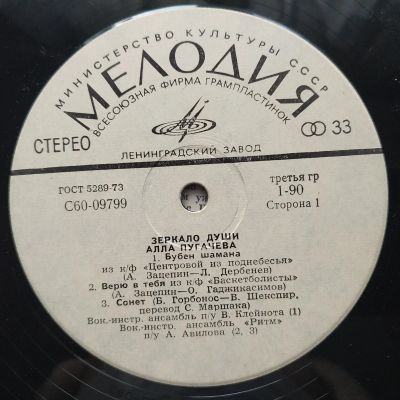 МИНИСТЕРСТВО КУЛЬТУРЫ СССР
МЕЛОДИЯ
ВСЕСОЮЗНАЯ ФИРМА ГРАМПЛАСТИНОК
СТЕРЕО
33
ЛЕНИНГРАДСКИЙ ЗАВОД
ГОСТ 5289-73
С60-09799
третья гр
1-90
Сторона 1
ЗЕРКАЛО ДУШИ
АЛЛА ПУГАЧЕВА
1. Бубен шамана
из к/ф «Центровой из поднебесья»
(А. Зацепин—Л. Дербенев)
2. Верю в тебя из к/ф «Баскетболисты»
(А. Зацепин—О. Гаджикасимов)
3. Сонет (Б. Горбонос—В. Шекспир,
перевод С. Маршака)
Вок.-инстр. ансамбль п/у В. Клейнота (1)
Вок.-инстр. ансамбль «Ритм»
п/у А. Авилова (2, 3)